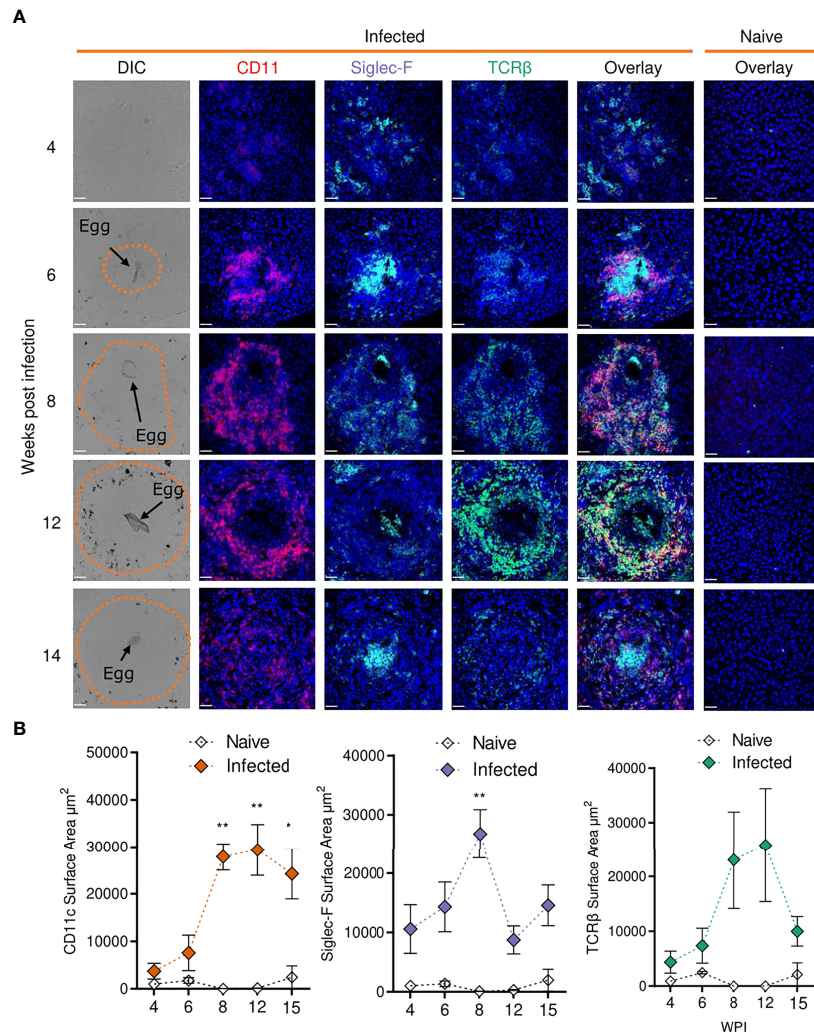 A
Infected
Naive
DIC
CD11
Siglec-F
TCRβ
Overlay
Overlay
Weeks post infection
4
6
Egg
8
Egg
12
Egg
14
Egg
B
Naive
Infected
CD11c Surface Area µm²
50000
40000
30000
20000
10000
0
** ** *
4 6 8 12 15
Naive
Infected
Siglec-F Surface Area µm²
40000
30000
20000
10000
0
**
4 6 8 12 15
Naive
Infected
TCRβ Surface Area µm²
40000
30000
20000
10000
0
4 6 8 12 15
WPI